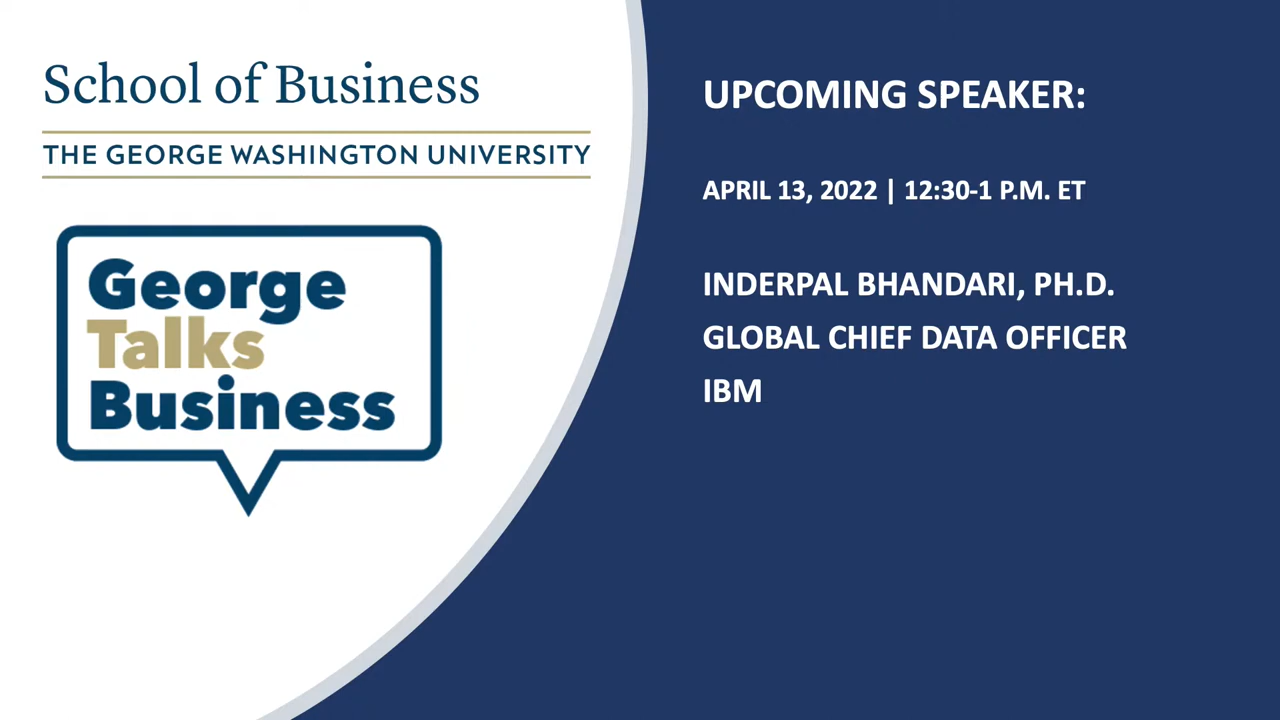 School of Business
THE GEORGE WASHINGTON UNIVERSITY
George
Talks
Business
UPCOMING SPEAKER:
APRIL 13, 2022 | 12:30-1 P.M. ET
INDERPAL BHANDARI, PH.D.
GLOBAL CHIEF DATA OFFICER
IBM